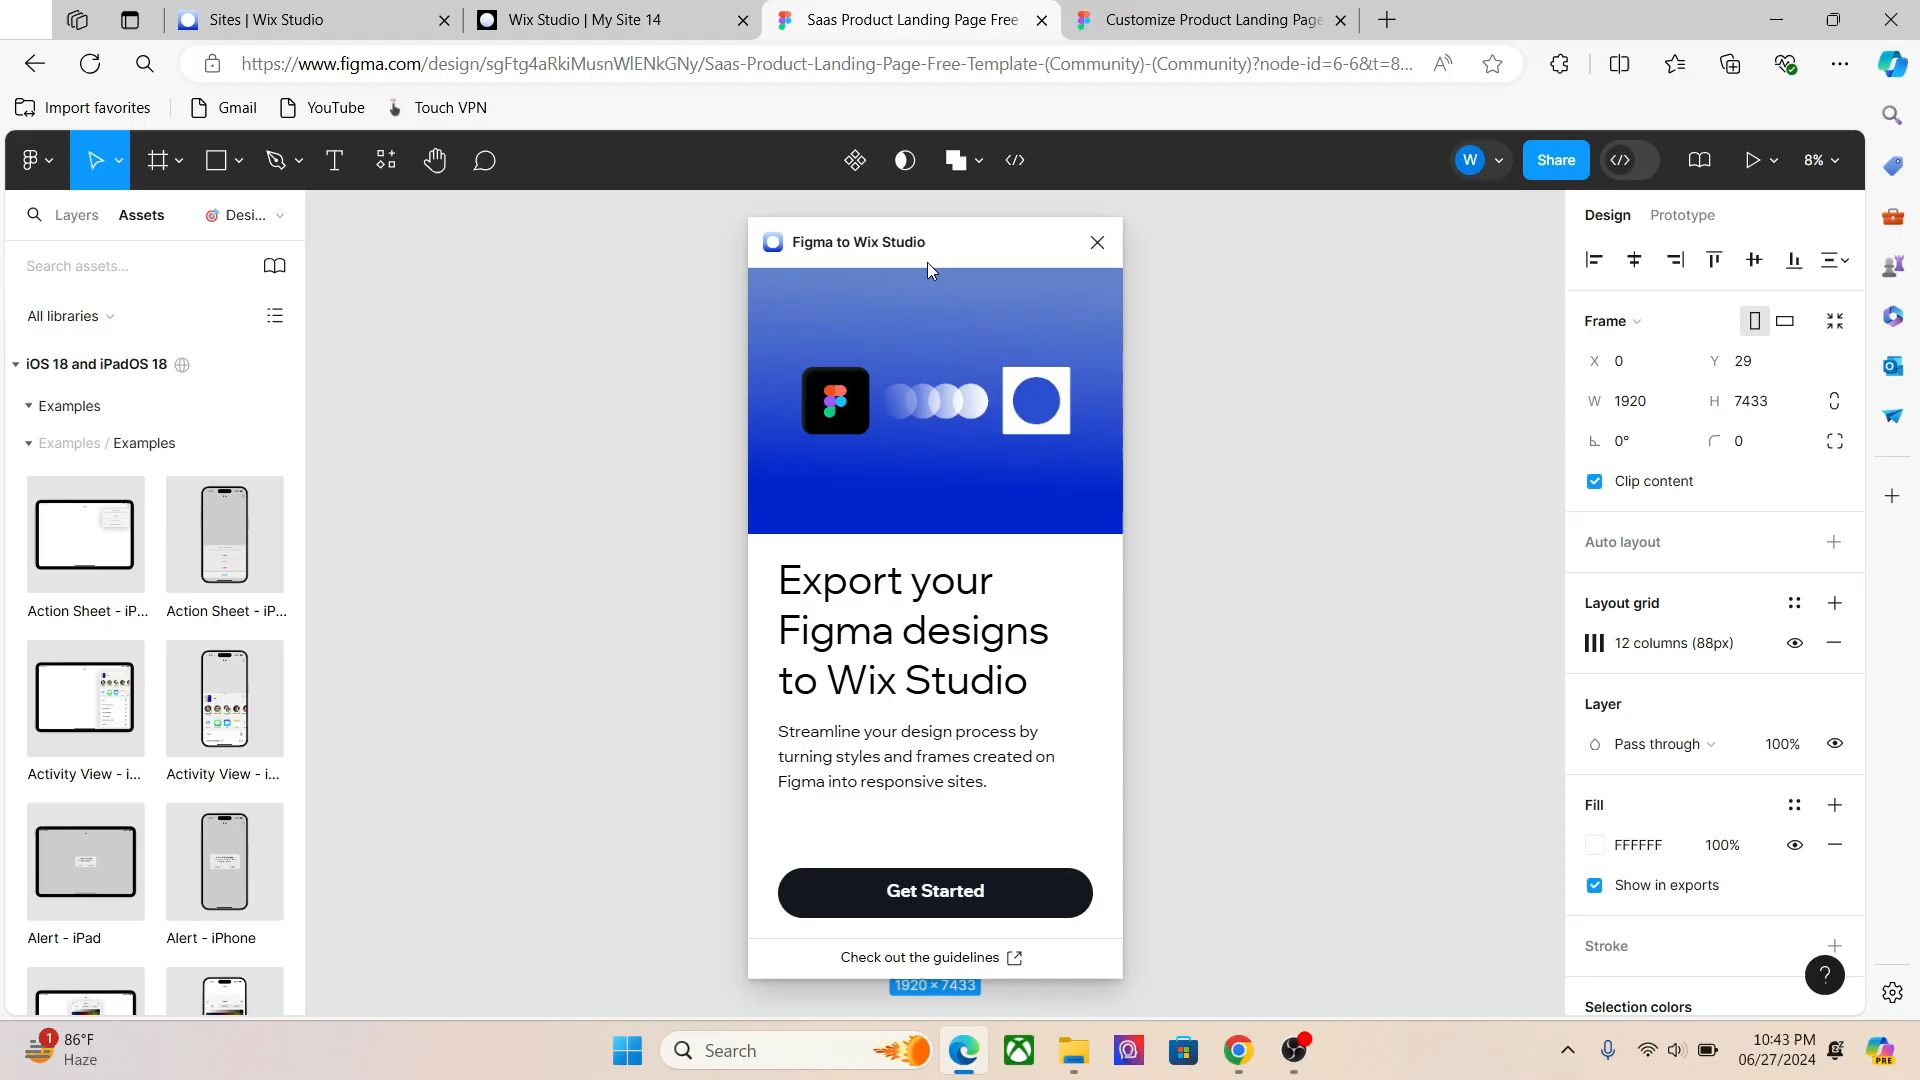 Sites | Wix Studio
Wix Studio | My Site 14
Saas Product Landing Page Free
Customize Product Landing Page
https://www.figma.com/design/sgFtg4aRkiMusnWlENkGNy/Saas-Product-Landing-Page-Free-Template-(Community)-(Community)?node-id=6-6&t=8...
Import favorites
Gmail
YouTube
Touch VPN
W
Share
8%
Layers
Assets
Desi...
Design
Prototype
Search assets...
All libraries
iOS 18 and iPadOS 18
Examples
Examples / Examples
Action Sheet - iP...
Action Sheet - iP...
Activity View - i...
Activity View - i...
Alert - iPad
Alert - iPhone
Figma to Wix Studio
Export your
Figma designs
to Wix Studio
Streamline your design process by
turning styles and frames created on
Figma into responsive sites.
Get Started
Check out the guidelines
1920 × 7433
Frame
X 0
Y 29
W 1920
H 7433
0°
0
Clip content
Auto layout
Layout grid
12 columns (88px)
Layer
Pass through
100%
Fill
FFFFFF
100%
Show in exports
Stroke
?
Selection colors
1
86°F
Haze
Search
10:43 PM
06/27/2024
PRE